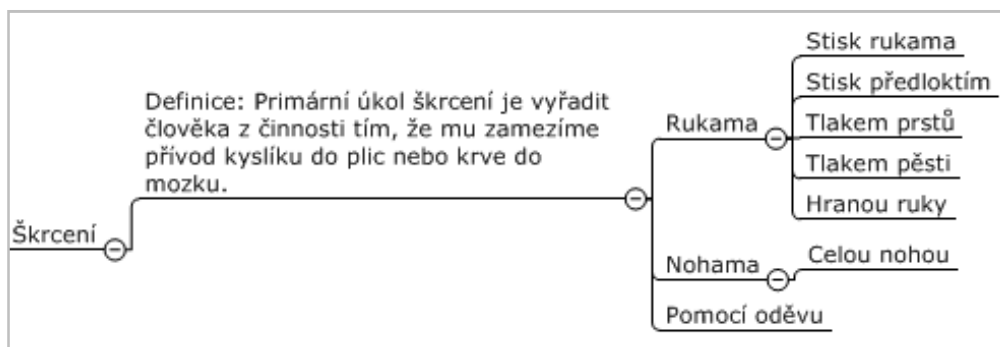 Škrcení
Definice: Primární úkol škrcení je vyřadit
člověka z činnosti tím, že mu zamezíme
přívod kyslíku do plic nebo krve do
mozku.
Rukama
Stisk rukama
Stisk předloktím
Tlakem prstů
Tlakem pěsti
Hranou ruky
Nohama
Celou nohou
Pomocí oděvu